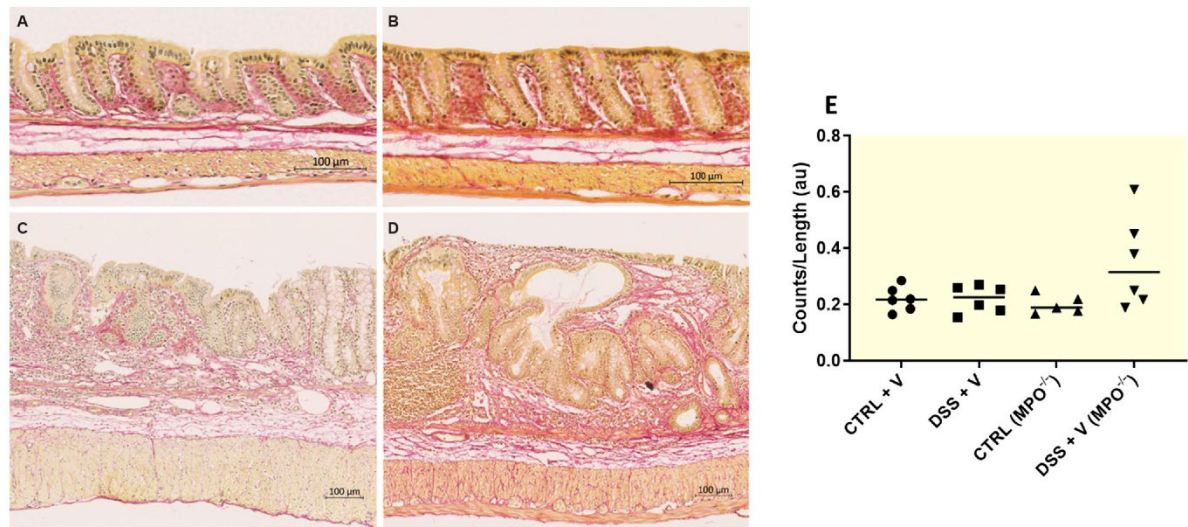 A
B
100 µm
100 µm
C
D
100 µm
100 µm
E
Counts/Length (au)
0.8
0.6
0.4
0.2
0.0
CTRL + V
DSS + V
CTRL (MPO-/-)
DSS + V (MPO-/-)